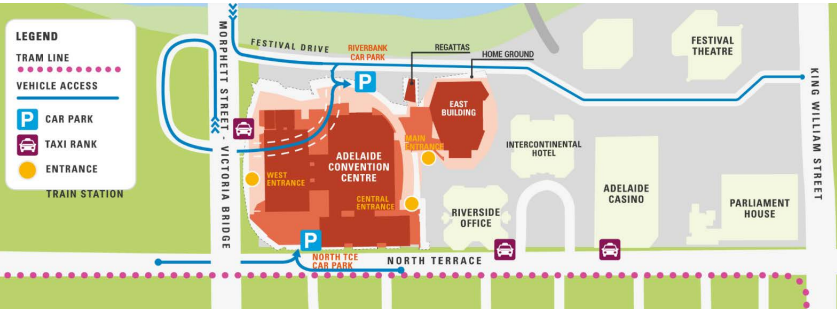 LEGEND
TRAM LINE
VEHICLE ACCESS
P
CAR PARK
TAXI RANK
ENTRANCE
TRAIN STATION
MORPHETT STREET - VICTORIA BRIDGE
FESTIVAL DRIVE
RIVERBANK
CAR PARK
P
REGATTAS
HOME GROUND
FESTIVAL
THEATRE
KING WILLIAM STREET
EAST
BUILDING
MAIN
ENTRANCE
INTERCONTINENTAL
HOTEL
ADELAIDE
CONVENTION
CENTRE
WEST
ENTRANCE
CENTRAL
ENTRANCE
RIVERSIDE
OFFICE
ADELAIDE
CASINO
PARLIAMENT
HOUSE
P
NORTH TCE
CAR PARK
NORTH TERRACE